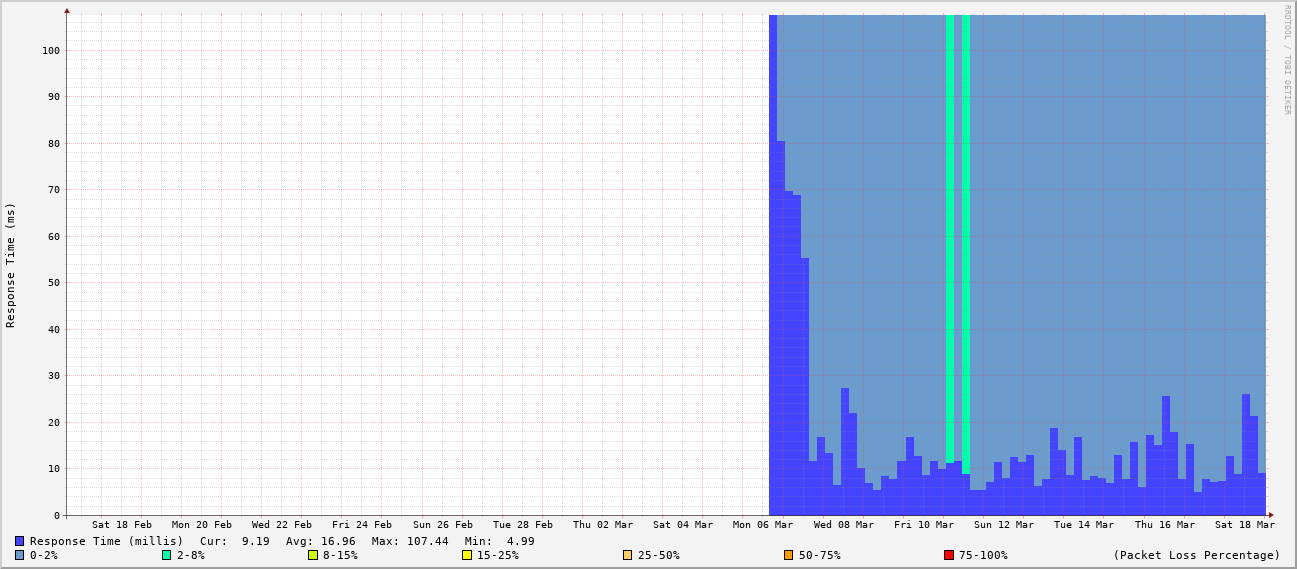 RRDTOOL / TOBI OETIKER
Response Time (ms)
100
90
80
70
60
50
40
30
20
10
0
Sat 18 Feb Mon 20 Feb Wed 22 Feb Fri 24 Feb Sun 26 Feb Tue 28 Feb Thu 02 Mar Sat 04 Mar Mon 06 Mar Wed 08 Mar Fri 10 Mar Sun 12 Mar Tue 14 Mar Thu 16 Mar Sat 18 Mar
Response Time (millis) Cur: 9.19 Avg: 16.96 Max: 107.44 Min: 4.99
0-2% 2-8% 8-15% 15-25% 25-50% 50-75% 75-100% (Packet Loss Percentage)